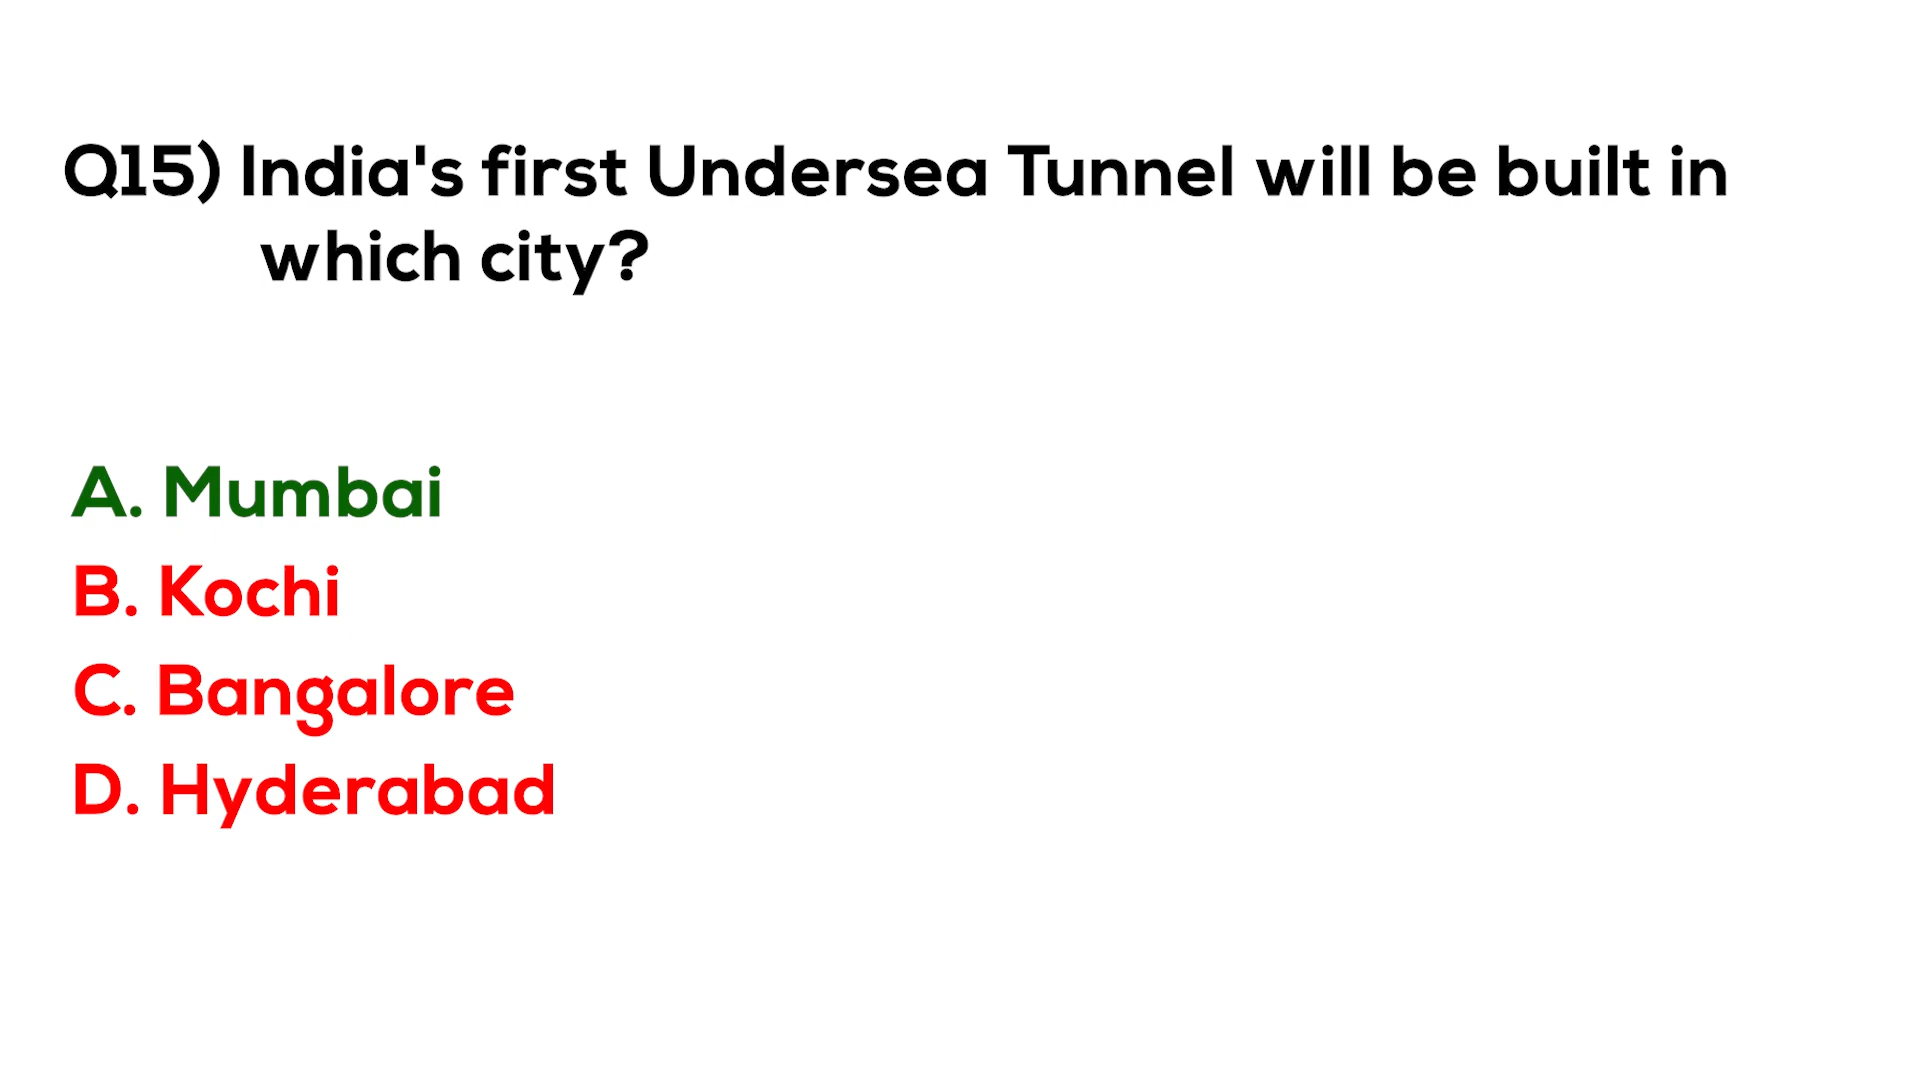 Q15) India's first Undersea Tunnel will be built in
which city?
A. Mumbai
B. Kochi
C. Bangalore
D. Hyderabad